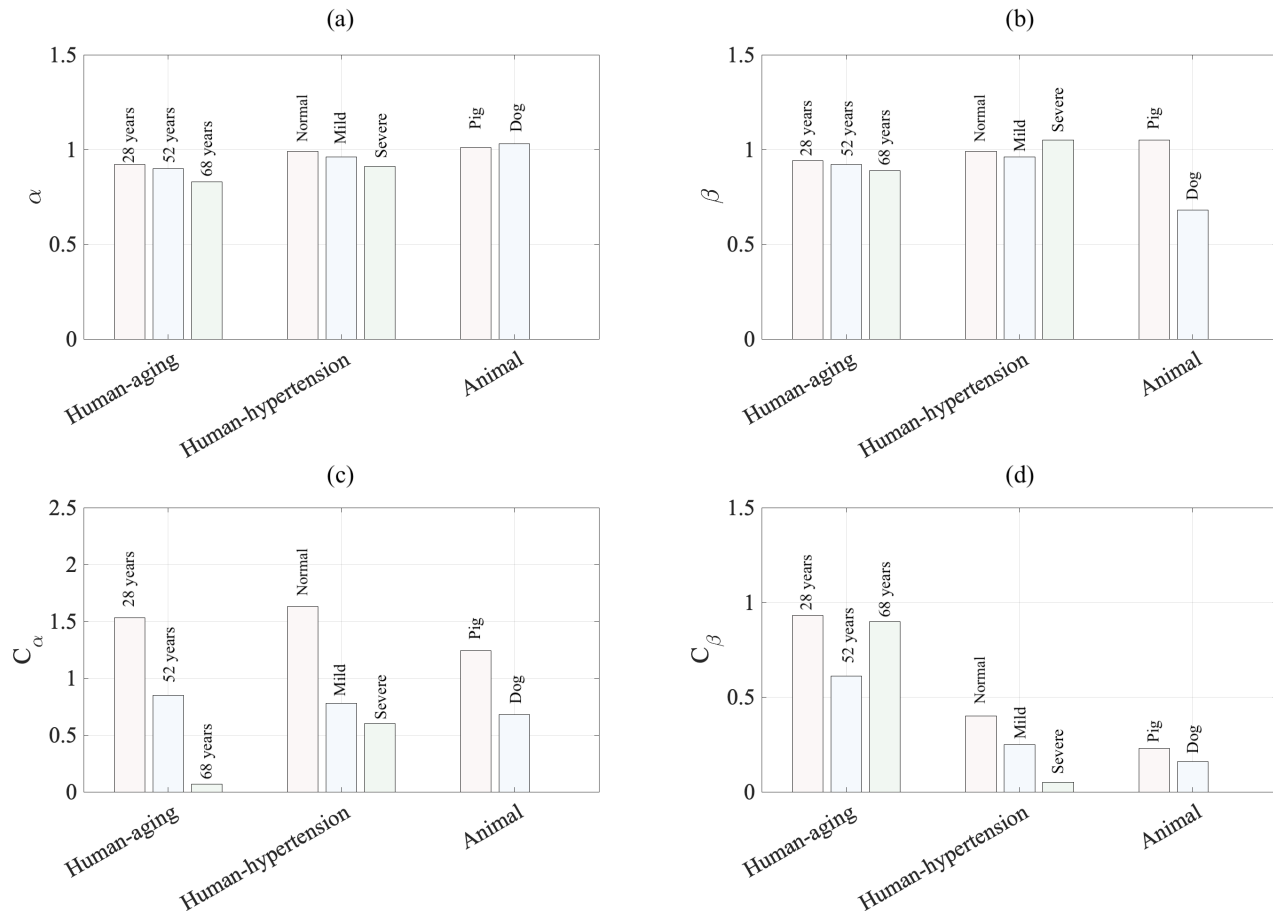 (a)
1.5
1
0.5
0
α
28 years
52 years
68 years
Normal
Mild
Severe
Pig
Dog
Human-aging
Human-hypertension
Animal
(b)
1.5
1
0.5
0
β
28 years
52 years
68 years
Normal
Mild
Severe
Pig
Dog
Human-aging
Human-hypertension
Animal
(c)
2.5
2
1.5
1
0.5
0
C_α
28 years
52 years
68 years
Normal
Mild
Severe
Pig
Dog
Human-aging
Human-hypertension
Animal
(d)
1.5
1
0.5
0
C_β
28 years
52 years
68 years
Normal
Mild
Severe
Pig
Dog
Human-aging
Human-hypertension
Animal